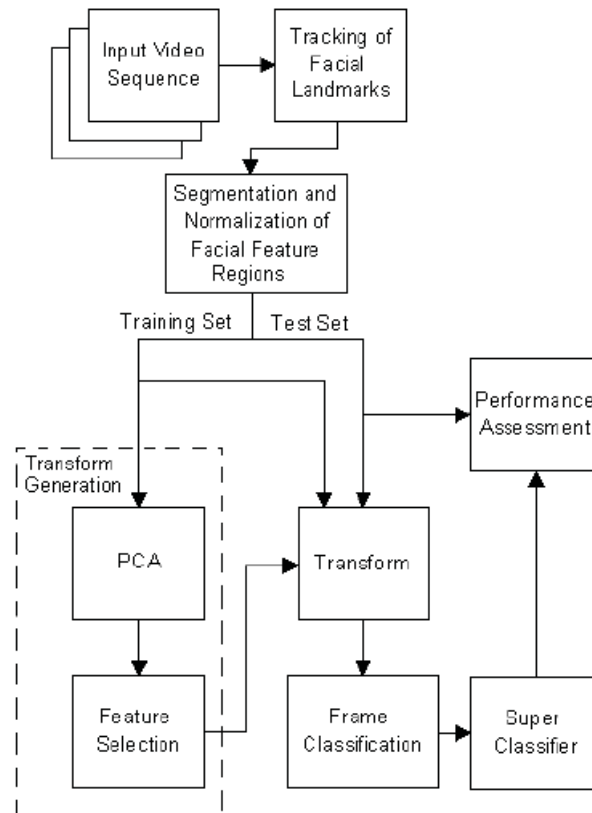 Input Video
Sequence
Tracking of
Facial
Landmarks
Segmentation and
Normalization of
Facial Feature
Regions
Training Set
Test Set
Performance
Assessment
Transform
Generation
PCA
Transform
Feature
Selection
Frame
Classification
Super
Classifier